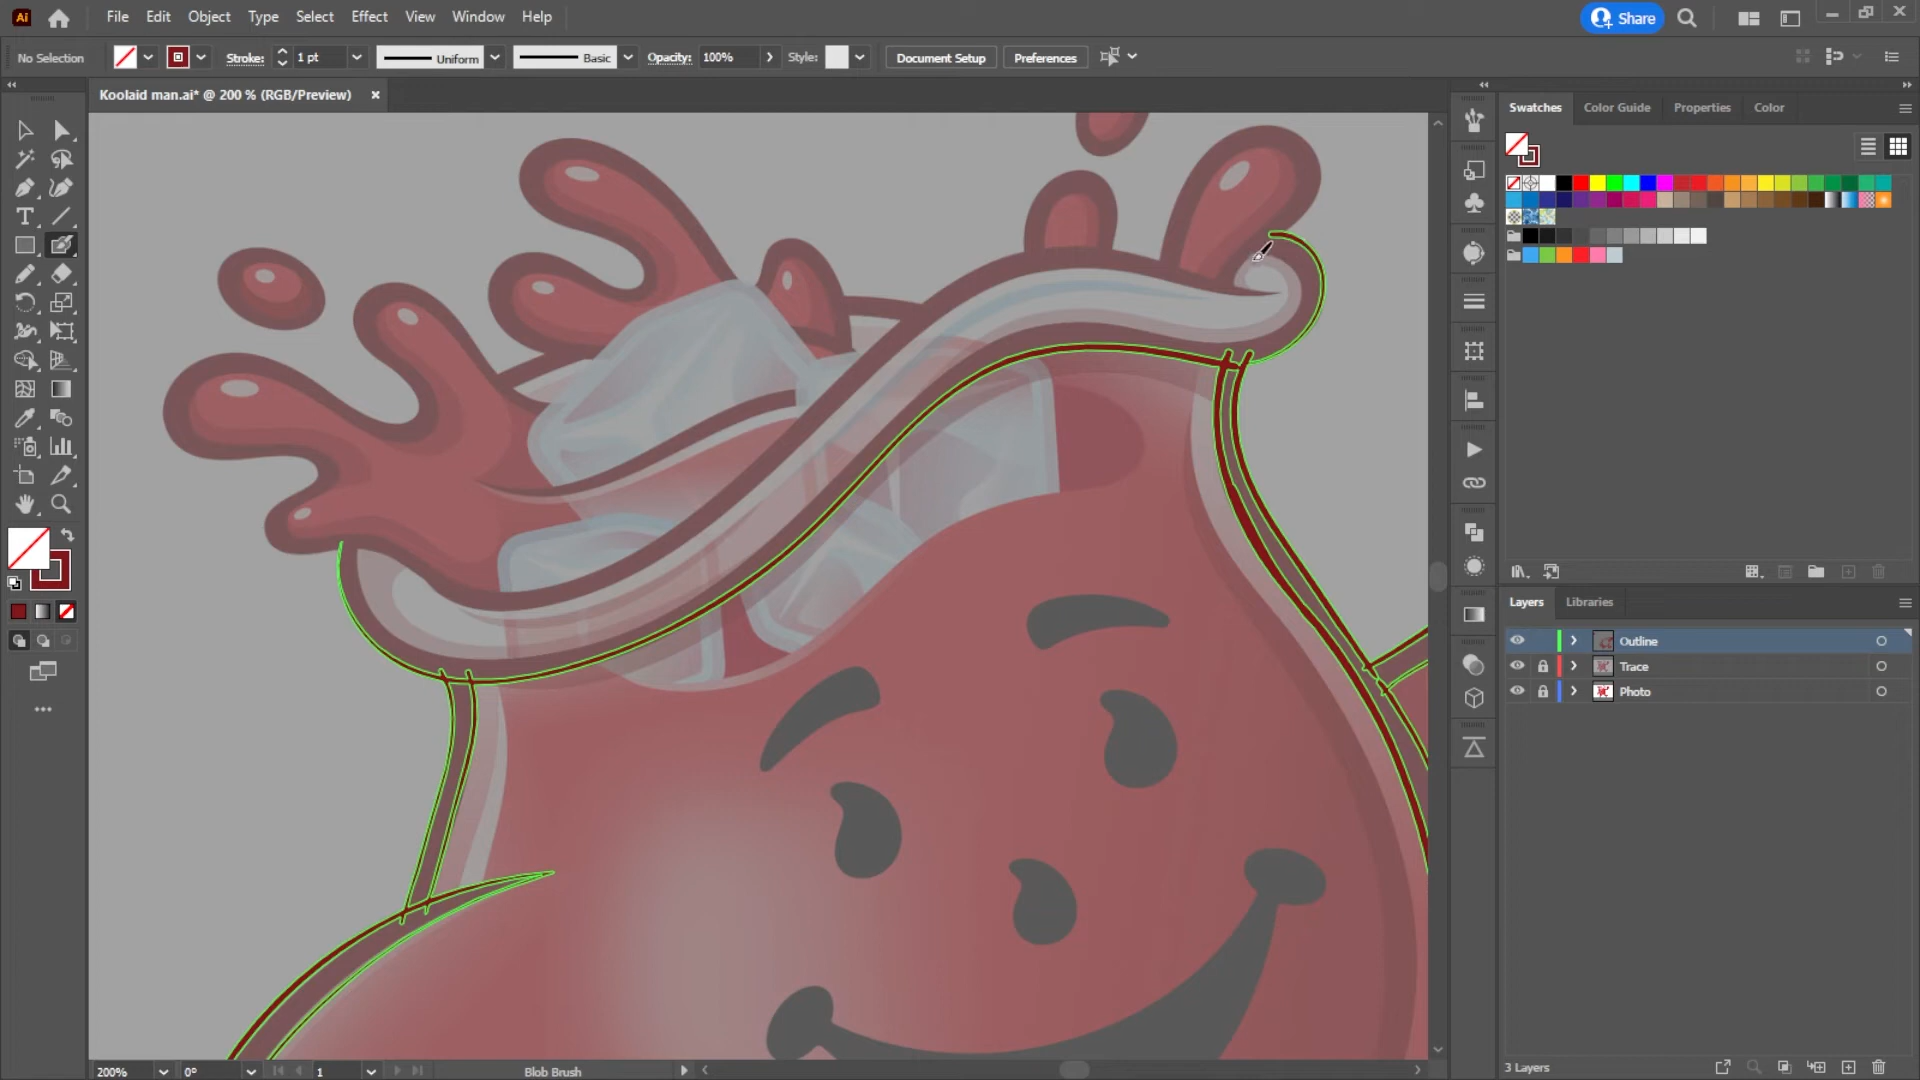 Ai File Edit Object Type Select Effect View Window Help Share
No Selection Stroke: 1 pt Uniform Basic Opacity: 100% Style: Document Setup Preferences
Koolaid man.ai* @ 200 % (RGB/Preview)
Swatches Color Guide Properties Color
Layers Libraries
Outline
Trace
Photo
200% 0° 1 Blob Brush
3 Layers